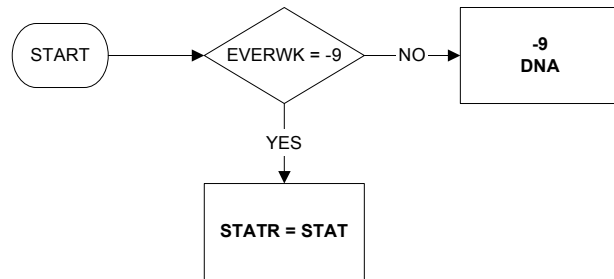 START
EVERWK = -9
NO
-9
DNA
YES
STATR = STAT